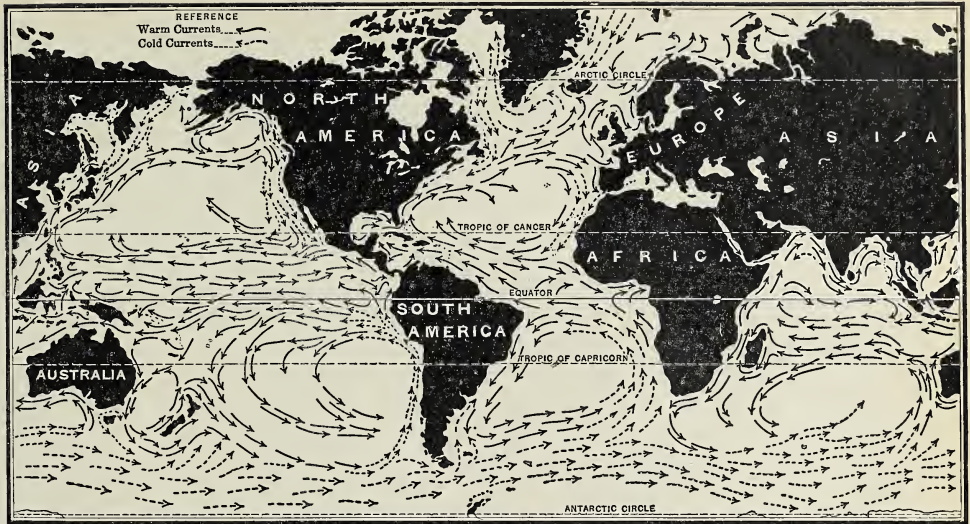 REFERENCE
Warm Currents
Cold Currents
ARCTIC CIRCLE
NORTH
AMERICA
ASIA
EUROPE
ASIA
TROPIC OF CANCER
AFRICA
EQUATOR
SOUTH
AMERICA
TROPIC OF CAPRICORN
AUSTRALIA
ANTARCTIC CIRCLE